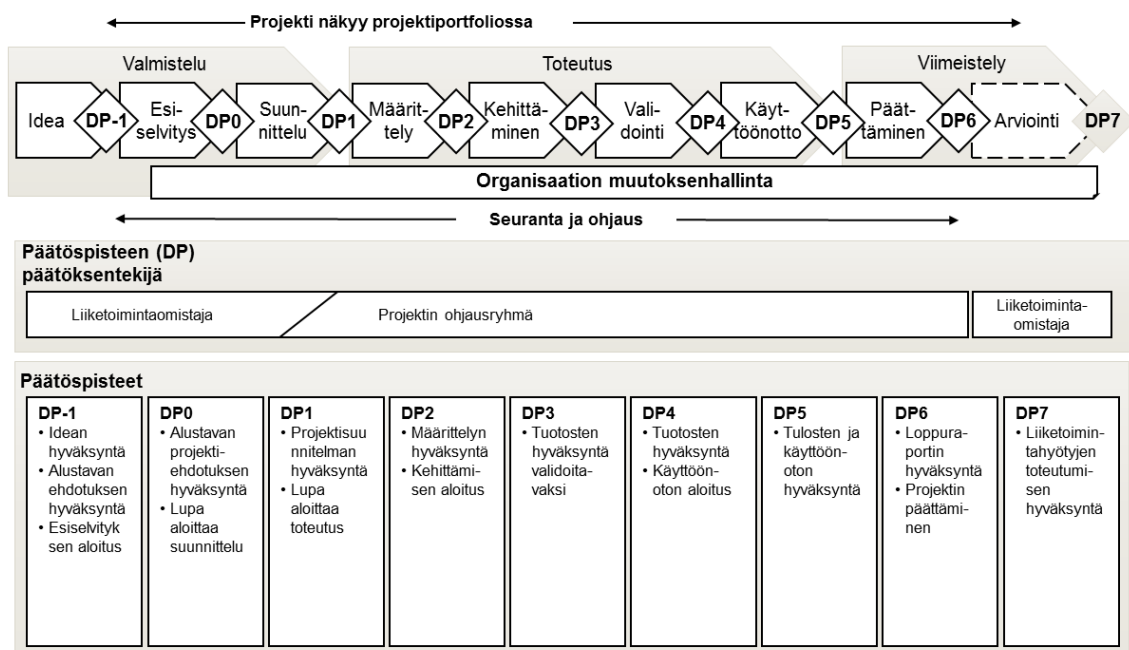 Projekti näkyy projektiportfoliossa
Valmistelu
Toteutus
Viimeistely
Idea
DP-1
Esi-
selvitys
DP0
Suun-
nittelu
DP1
Määrit-
tely
DP2
Kehittä-
minen
DP3
Vali-
dointi
DP4
Käyt-
töönotto
DP5
Päät-
täminen
DP6
Arviointi
DP7
Organisaation muutoksenhallinta
Seuranta ja ohjaus
Päätöspisteen (DP)
päätöksentekijä
Liiketoimintaomistaja
Projektin ohjausryhmä
Liiketoiminta-
omistaja
Päätöspisteet
DP-1
• Idean
hyväksyntä
• Alustavan
ehdotuksen
hyväksyntä
• Esiselvityk
sen aloitus
DP0
• Alustavan
projekti-
ehdotuksen
hyväksyntä
• Lupa
aloittaa
suunnittelu
DP1
• Projektisuu
nnitelman
hyväksyntä
• Lupa
aloittaa
toteutus
DP2
• Määrittelyn
hyväksyntä
• Kehittämi-
sen aloitus
DP3
• Tuotosten
hyväksyntä
validoita-
vaksi
DP4
• Tuotosten
hyväksyntä
• Käyttöön-
oton aloitus
DP5
• Tulosten ja
käyttöön-
oton
hyväksyntä
DP6
• Loppura-
portin
hyväksyntä
• Projektin
päättämi-
nen
DP7
• Liiketoimin-
tahyötyjen
toteutumi-
sen
hyväksyntä